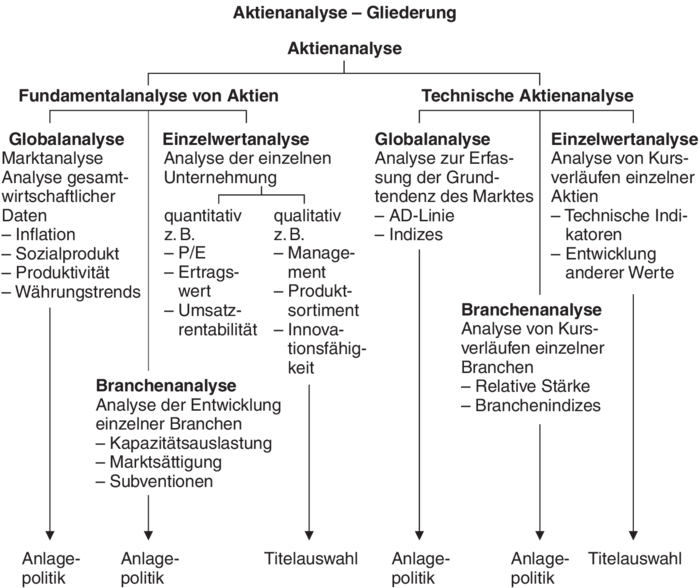 Aktienanalyse – Gliederung
Aktienanalyse
Fundamentalanalyse von Aktien
Technische Aktienanalyse
Globalanalyse
Marktanalyse
Analyse gesamt-
wirtschaftlicher
Daten
– Inflation
– Sozialprodukt
– Produktivität
– Währungstrends
Einzelwertanalyse
Analyse der einzelnen
Unternehmung
quantitativ
z. B.
– P/E
– Ertrags-
wert
– Umsatz-
rentabilität
qualitativ
z. B.
– Manage-
ment
– Produkt-
sortiment
– Innova-
tionsfähig-
keit
Branchenanalyse
Analyse der Entwicklung
einzelner Branchen
– Kapazitätsauslastung
– Marktsättigung
– Subventionen
Globalanalyse
Analyse zur Erfas-
sung der Grund-
tendenz des Marktes
– AD-Linie
– Indizes
Einzelwertanalyse
Analyse von Kurs-
verläufen einzelner
Aktien
– Technische Indi-
katoren
– Entwicklung
anderer Werte
Branchenanalyse
Analyse von Kurs-
verläufen einzelner
Branchen
– Relative Stärke
– Branchenindizes
Anlage-
politik
Anlage-
politik
Titelauswahl
Anlage-
politik
Anlage-
politik
Titelauswahl